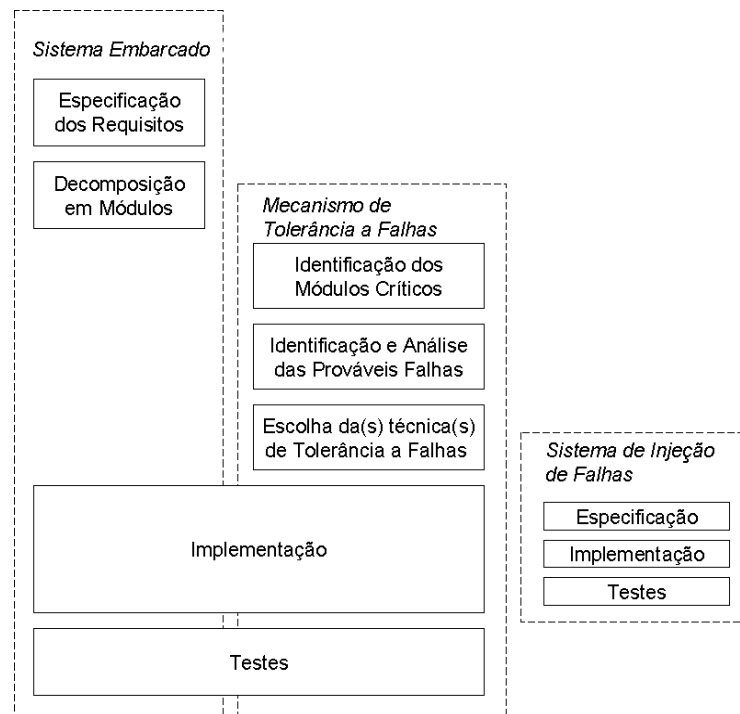 Sistema Embarcado
Especificação
dos Requisitos
Decomposição
em Módulos
Mecanismo de
Tolerância a Falhas
Identificação dos
Módulos Críticos
Identificação e Análise
das Prováveis Falhas
Escolha da(s) técnica(s)
de Tolerância a Falhas
Sistema de Injeção
de Falhas
Especificação
Implementação
Testes
Implementação
Testes